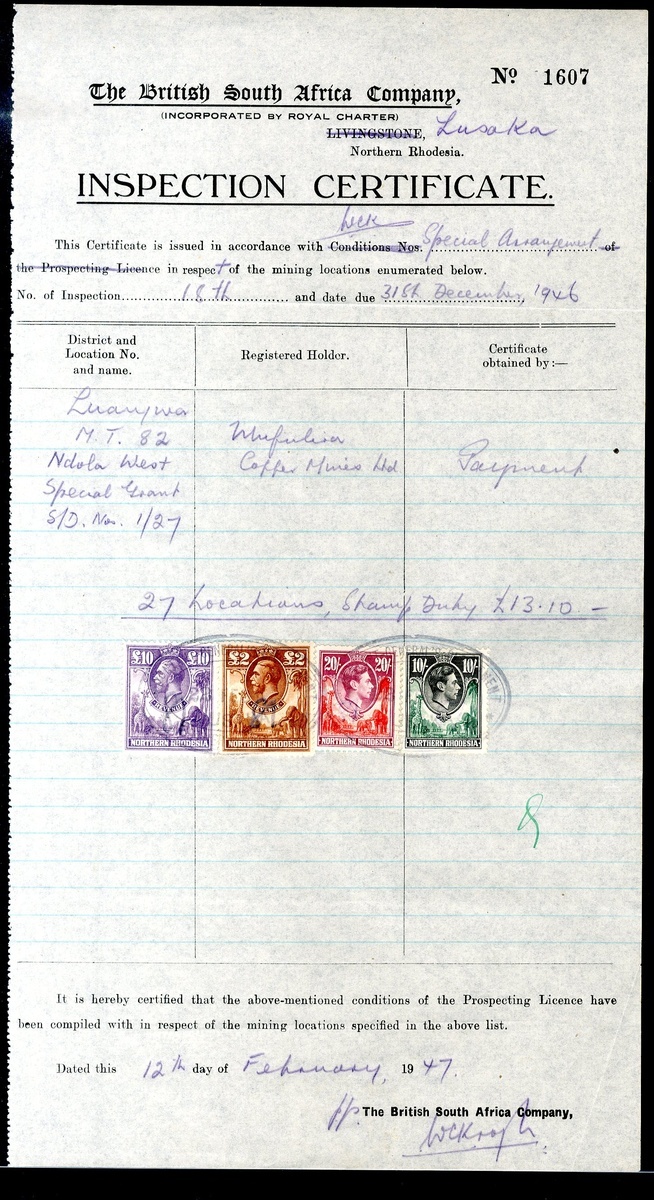 Nº 1607
The British South Africa Company,
(INCORPORATED BY ROYAL CHARTER)
LIVINGSTONE, Lusaka
Northern Rhodesia.
INSPECTION CERTIFICATE.
WCK
This Certificate is issued in accordance with Conditions Nos. Special Arrangement of
the Prospecting Licence in respect of the mining locations enumerated below.
No. of Inspection 18th and date due 31st December, 1946
District and
Location No.
and name.
Registered Holder.
Certificate
obtained by:—
M.T. 82
Ndola West
Special Grant
S/D. Nos. 1/27
Mufulira
Copper Mines Ltd
Payment
27 Locations, Stamp Duty £13.10 —
£10 £10
REVENUE
NORTHERN RHODESIA
£2 £2
REVENUE
NORTHERN RHODESIA
20/- 20/-
NORTHERN RHODESIA
10/- 10/-
NORTHERN RHODESIA
It is hereby certified that the above-mentioned conditions of the Prospecting Licence have
been compiled with in respect of the mining locations specified in the above list.
Dated this 12th day of February, 1947.
pp. The British South Africa Company,